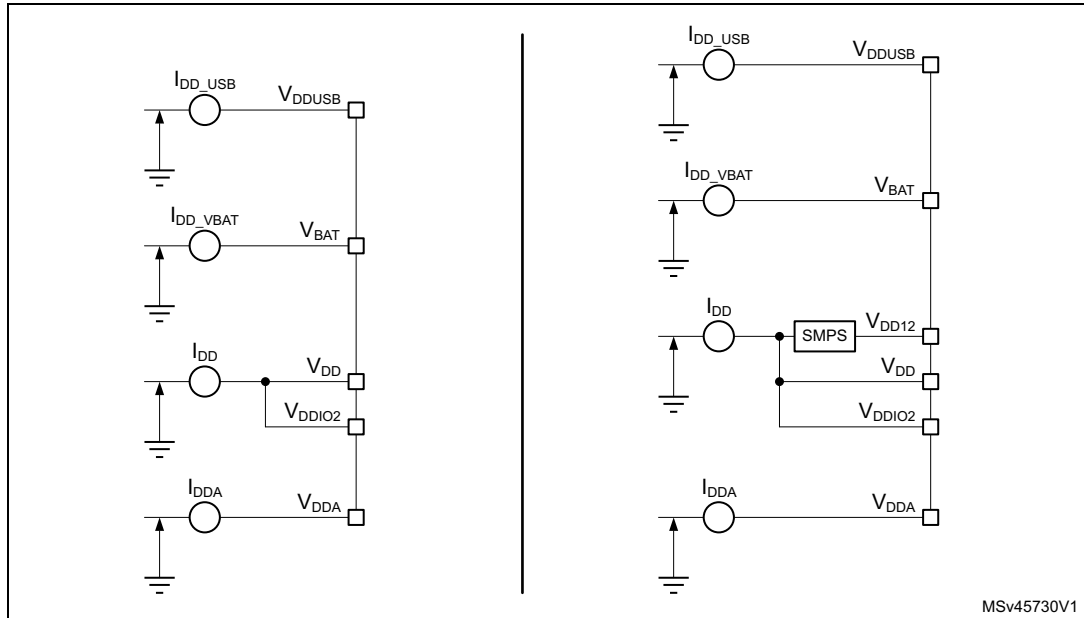 I_DD_USB V_DDUSB
I_DD_VBAT V_BAT
I_DD V_DD
V_DDIO2
I_DDA V_DDA
I_DD_USB V_DDUSB
I_DD_VBAT V_BAT
I_DD SMPS V_DD12
V_DD
V_DDIO2
I_DDA V_DDA
MSv45730V1